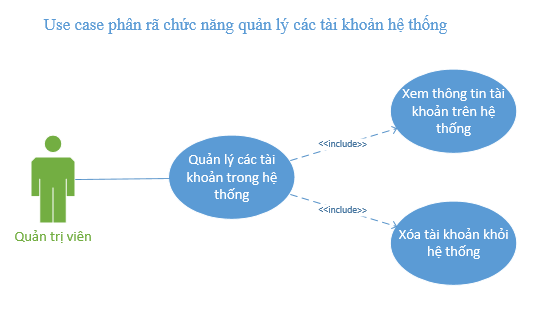 Use case phân rã chức năng quản lý các tài khoản hệ thống
Xem thông tin tài
khoản trên hệ
thống
<<include>>
Quản lý các tài
khoản trong hệ
thống
<<include>>
Quản trị viên
Xóa tài khoản khỏi
hệ thống